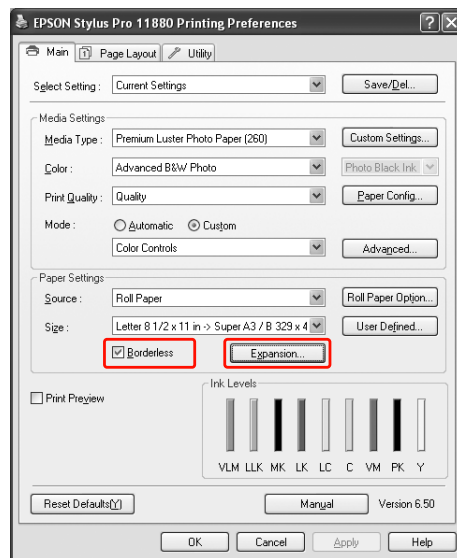 EPSON Stylus Pro 11880 Printing Preferences
Main Page Layout Utility
Select Setting : Current Settings Save/Del...
Media Settings
Media Type : Premium Luster Photo Paper (260) Custom Settings...
Color : Advanced B&W Photo Photo Black Ink
Print Quality : Quality Paper Config...
Mode : Automatic Custom
Color Controls Advanced...
Paper Settings
Source : Roll Paper Roll Paper Option...
Size : Letter 8 1/2 x 11 in -> Super A3 / B 329 x 4 User Defined...
Borderless Expansion...
Print Preview
Ink Levels
VLM LLK MK LK LC C VM PK Y
Reset Defaults(Y) Manual Version 6.50
OK Cancel Apply Help